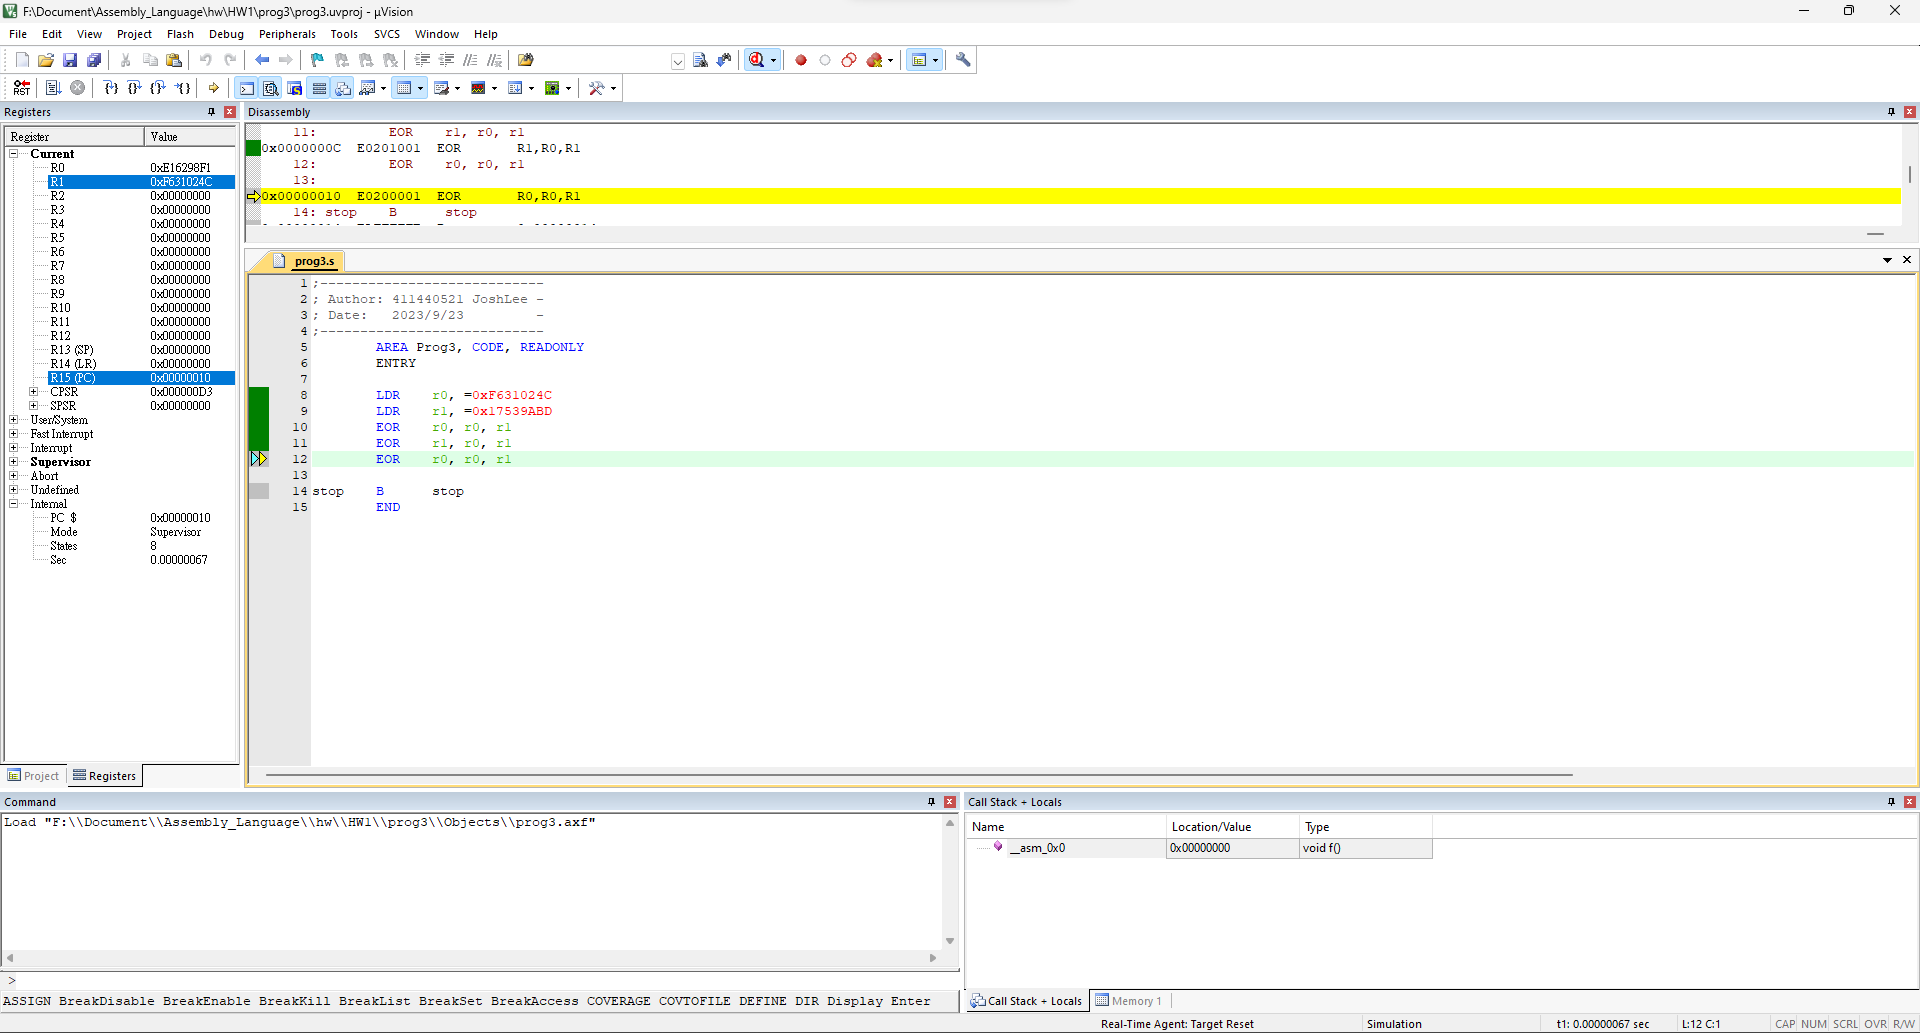 F:\Document\Assembly_Language\hw\HW1\prog3\prog3.uvproj - µVision
File Edit View Project Flash Debug Peripherals Tools SVCS Window Help
RST
Registers
Register Value
Current
R0 0xE16298F1
R1 0xF631024C
R2 0x00000000
R3 0x00000000
R4 0x00000000
R5 0x00000000
R6 0x00000000
R7 0x00000000
R8 0x00000000
R9 0x00000000
R10 0x00000000
R11 0x00000000
R12 0x00000000
R13 (SP) 0x00000000
R14 (LR) 0x00000000
R15 (PC) 0x00000010
CPSR 0x000000D3
SPSR 0x00000000
User/System
Fast Interrupt
Interrupt
Supervisor
Abort
Undefined
Internal
PC $ 0x00000010
Mode Supervisor
States 8
Sec 0.00000067
Project Registers
Disassembly
11: EOR r1, r0, r1
0x0000000C E0201001 EOR R1,R0,R1
12: EOR r0, r0, r1
13:
0x00000010 E0200001 EOR R0,R0,R1
14: stop B stop
prog3.s
1 ;----------------------------
2 ; Author: 411440521 JoshLee -
3 ; Date: 2023/9/23 -
4 ;----------------------------
5 AREA Prog3, CODE, READONLY
6 ENTRY
7
8 LDR r0, =0xF631024C
9 LDR r1, =0x17539ABD
10 EOR r0, r0, r1
11 EOR r1, r0, r1
12 EOR r0, r0, r1
13
14 stop B stop
15 END
Command
Load "F:\\Document\\Assembly_Language\\hw\\HW1\\prog3\\Objects\\prog3.axf"
>
ASSIGN BreakDisable BreakEnable BreakKill BreakList BreakSet BreakAccess COVERAGE COVTOFILE DEFINE DIR Display Enter
Call Stack + Locals
Name Location/Value Type
__asm_0x0 0x00000000 void f()
Call Stack + Locals Memory 1
Real-Time Agent: Target Reset Simulation t1: 0.00000067 sec L:12 C:1 CAP NUM SCRL OVR R/W